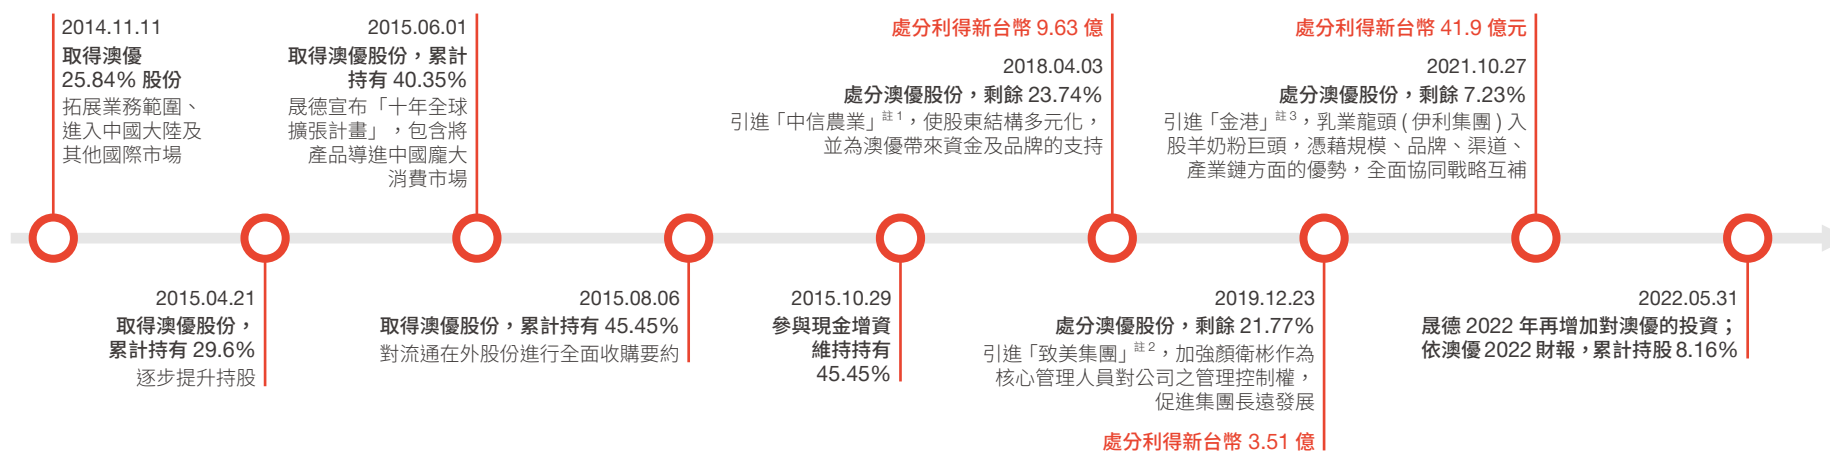 2014.11.11
取得澳優
25.84% 股份
拓展業務範圍、
進入中國大陸及
其他國際市場
2015.04.21
取得澳優股份，
累計持有 29.6%
逐步提升持股
2015.06.01
取得澳優股份，累計
持有 40.35%
晟德宣布「十年全球
擴張計畫」，包含將
產品導進中國龐大
消費市場
2015.08.06
取得澳優股份，累計持有 45.45%
對流通在外股份進行全面收購要約
2015.10.29
參與現金增資
維持持有
45.45%
處分利得新台幣 9.63 億
2018.04.03
處分澳優股份，剩餘 23.74%
引進「中信農業」註1，使股東結構多元化，
並為澳優帶來資金及品牌的支持
2019.12.23
處分澳優股份，剩餘 21.77%
引進「致美集團」註2，加強顏衛彬作為
核心管理人員對公司之管理控制權，
促進集團長遠發展
處分利得新台幣 3.51 億
處分利得新台幣 41.9 億元
2021.10.27
處分澳優股份，剩餘 7.23%
引進「金港」註3，乳業龍頭 ( 伊利集團 ) 入
股羊奶粉巨頭，憑藉規模、品牌、渠道、
產業鏈方面的優勢，全面協同戰略互補
2022.05.31
晟德 2022 年再增加對澳優的投資；
依澳優 2022 財報，累計持股 8.16%